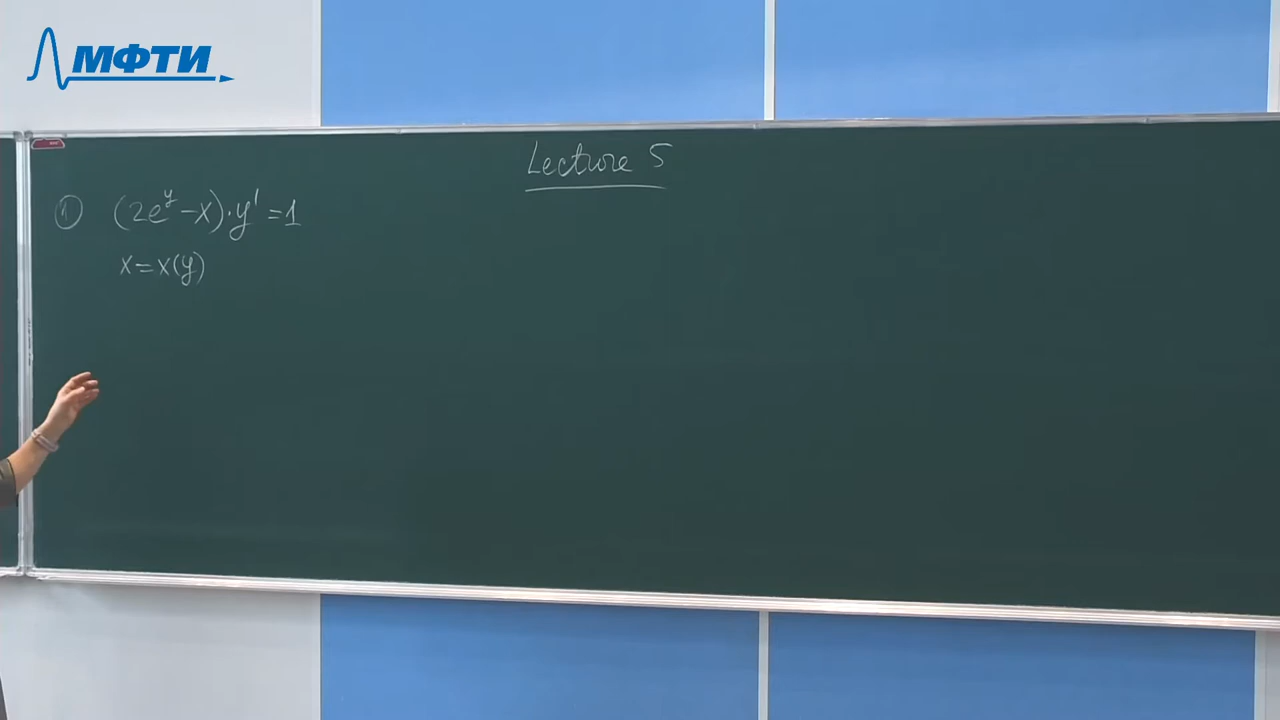 МФТИ
Lecture 5
① (2e^y - x) · y' = 1
x = x(y)